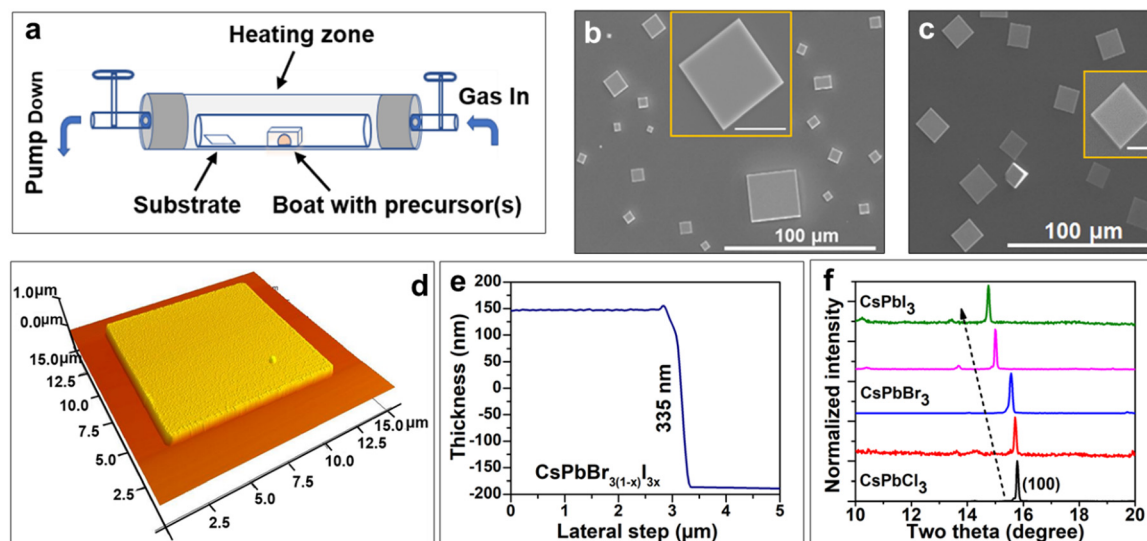 a
Heating zone
Gas In
Pump Down
Substrate
Boat with precursor(s)
b
100 µm
c
100 µm
d
1.0µm
0.0µm
15.0µm
12.5
10.0
7.5
5.0
2.5
2.5
5.0
7.5
10.0
12.5
15.0µm
e
Thickness (nm)
200
150
100
50
0
-50
-100
-150
-200
335 nm
CsPbBr3(1-x)I3x
0 1 2 3 4 5
Lateral step (µm)
f
Normalized intensity
CsPbI3
CsPbBr3
CsPbCl3
(100)
10 12 14 16 18 20
Two theta (degree)